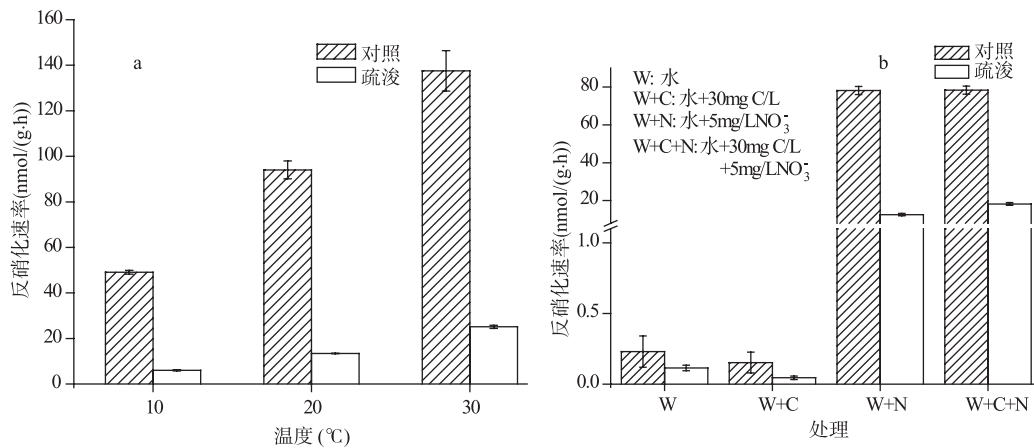 反硝化速率(nmol/(g·h))
160
140
120
100
80
60
40
20
0
a
对照
疏浚
10
20
30
温度 (℃)
反硝化速率(nmol/(g·h))
80
60
40
20
1.0
0.5
0.0
b
对照
疏浚
W: 水
W+C: 水+30mg C/L
W+N: 水+5mg/LNO₃⁻
W+C+N: 水+30mg C/L
+5mg/LNO₃⁻
W
W+C
W+N
W+C+N
处理